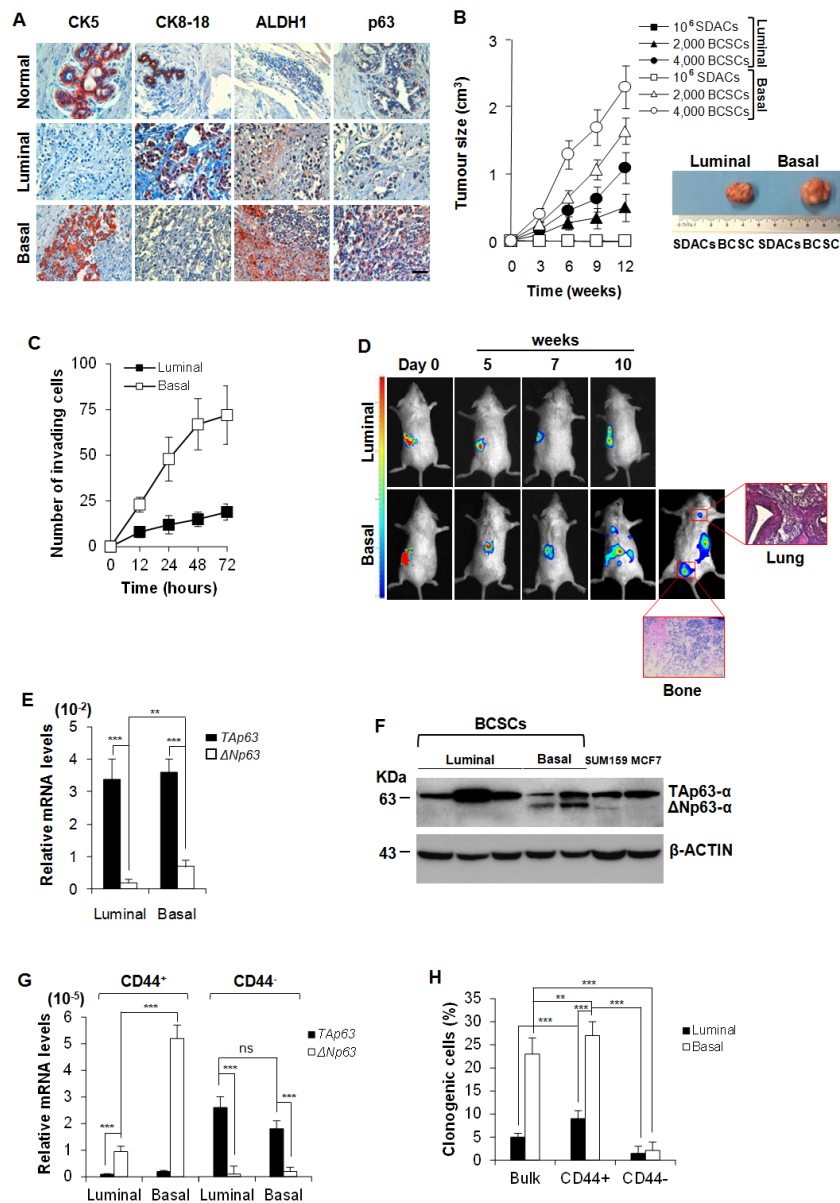 A
CK5 CK8-18 ALDH1 p63
Normal
Luminal
Basal
B
Tumour size (cm³)
3
2
1
0
0 3 6 9 12
Time (weeks)
10⁶ SDACs
2,000 BCSCs
4,000 BCSCs
10⁶ SDACs
2,000 BCSCs
4,000 BCSCs
Luminal
Basal
Luminal Basal
SDACs BCSC SDACs BCSC
C
Number of invading cells
100
75
50
25
0
Luminal
Basal
0 12 24 48 72
Time (hours)
D
weeks
Day 0 5 7 10
Luminal
Basal
Lung
Bone
E
(10⁻²)
Relative mRNA levels
5
4
3
2
1
0
***
**
***
TAp63
ΔNp63
Luminal Basal
F
BCSCs
Luminal Basal SUM159 MCF7
KDa
63
TAp63-α
ΔNp63-α
43
β-ACTIN
G
CD44⁺ CD44⁻
(10⁻⁵)
Relative mRNA levels
6
5
4
3
2
1
0
***
***
ns
***
***
TAp63
ΔNp63
Luminal Basal Luminal Basal
H
Clonogenic cells (%)
35
30
25
20
15
10
5
0
***
**
***
***
***
Luminal
Basal
Bulk CD44+ CD44-